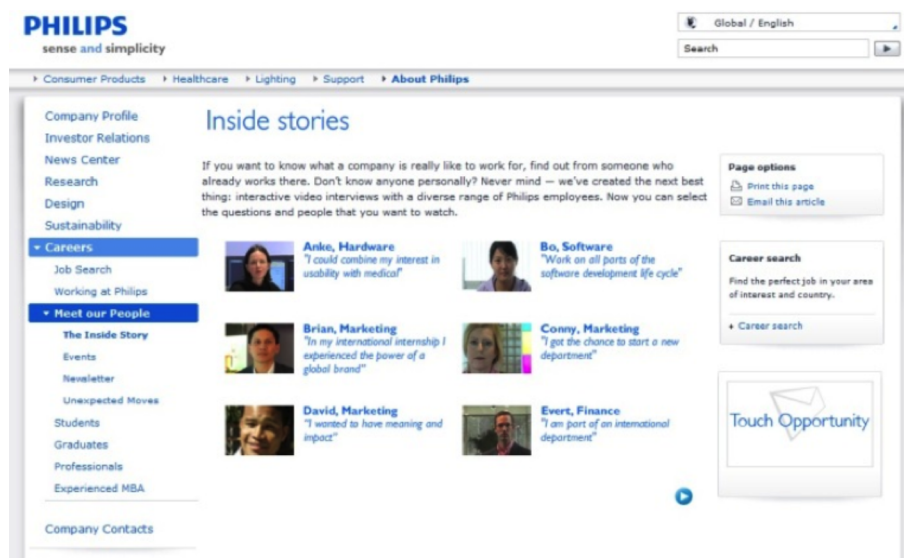 PHILIPS
sense and simplicity
Global / English
Search
Consumer Products Healthcare Lighting Support About Philips
Company Profile
Investor Relations
News Center
Research
Design
Sustainability
Careers
Job Search
Working at Philips
Meet our People
The Inside Story
Events
Newsletter
Unexpected Moves
Students
Graduates
Professionals
Experienced MBA
Company Contacts
Inside stories
If you want to know what a company is really like to work for, find out from someone who
already works there. Don't know anyone personally? Never mind — we've created the next best
thing: interactive video interviews with a diverse range of Philips employees. Now you can select
the questions and people that you want to watch.
Anke, Hardware
"I could combine my interest in
usability with medical"
Bo, Software
"Work on all parts of the
software development life cycle"
Brian, Marketing
"In my international internship I
experienced the power of a
global brand"
Conny, Marketing
"I got the chance to start a new
department"
David, Marketing
"I wanted to have meaning and
impact"
Evert, Finance
"I am part of an international
department"
Page options
Print this page
Email this article
Career search
Find the perfect job in your area
of interest and country.
Career search
Touch Opportunity